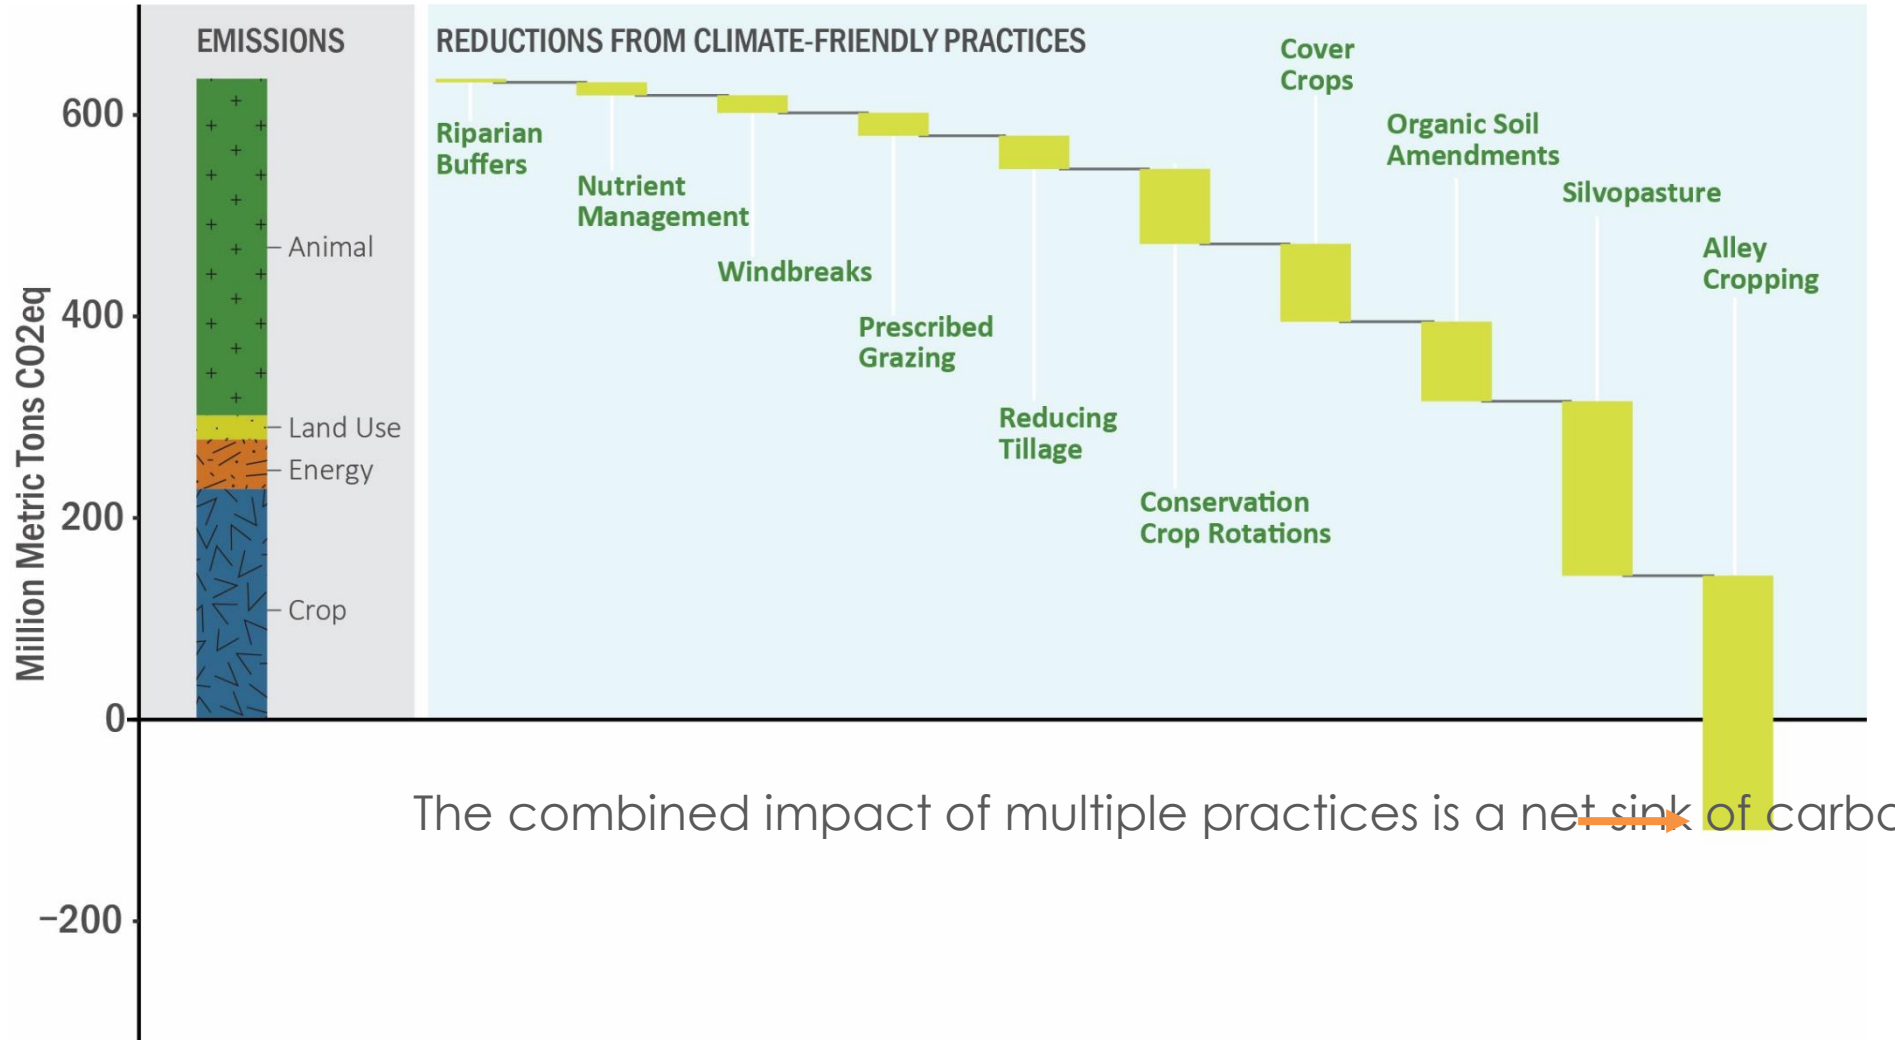 EMISSIONS
REDUCTIONS FROM CLIMATE-FRIENDLY PRACTICES
Million Metric Tons CO2eq
600
400
200
0
−200
Animal
Land Use
Energy
Crop
Riparian
Buffers
Nutrient
Management
Windbreaks
Prescribed
Grazing
Reducing
Tillage
Conservation
Crop Rotations
Cover
Crops
Organic Soil
Amendments
Silvopasture
Alley
Cropping
The combined impact of multiple practices is a net sink of